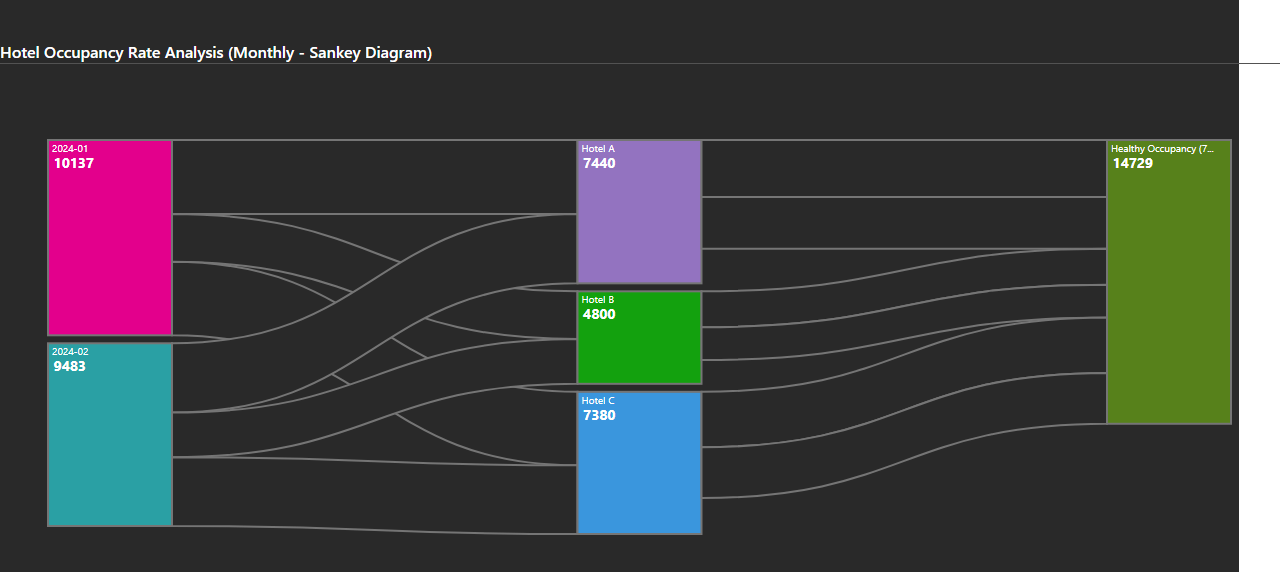 Hotel Occupancy Rate Analysis (Monthly - Sankey Diagram)
2024-01
10137
Hotel A
7440
Healthy Occupancy (7...
14729
Hotel B
4800
2024-02
9483
Hotel C
7380